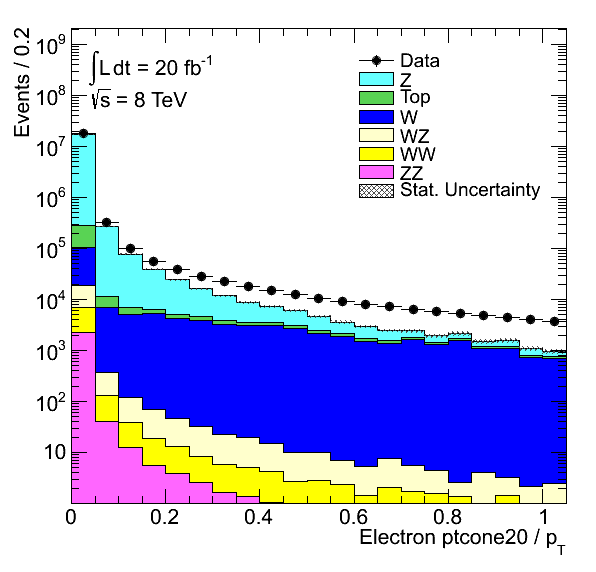 Events / 0.2
10⁹
10⁸
10⁷
10⁶
10⁵
10⁴
10³
10²
10
∫L dt = 20 fb⁻¹
√s = 8 TeV
Data
Z
Top
W
WZ
WW
ZZ
Stat. Uncertainty
0 0.2 0.4 0.6 0.8 1
Electron ptcone20 / p_T